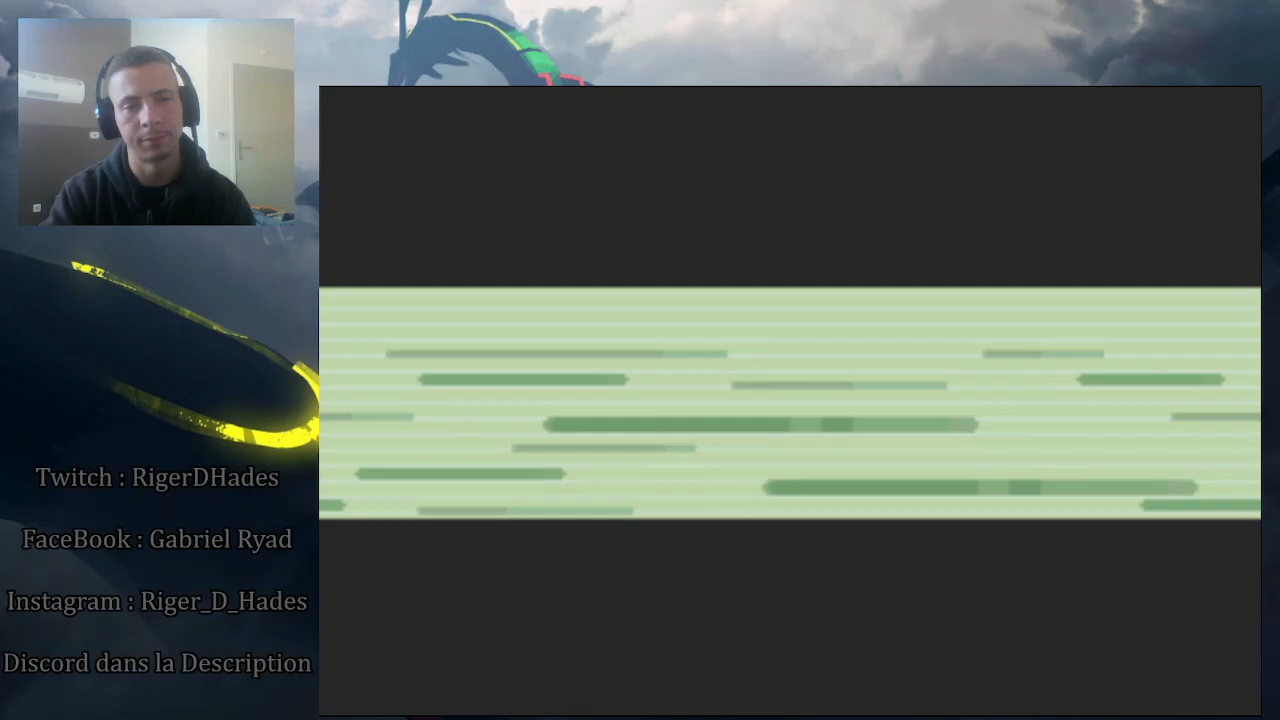 Twitch : RigerDHades
FaceBook : Gabriel Ryad
Instagram : Riger_D_Hades
Discord dans la Description